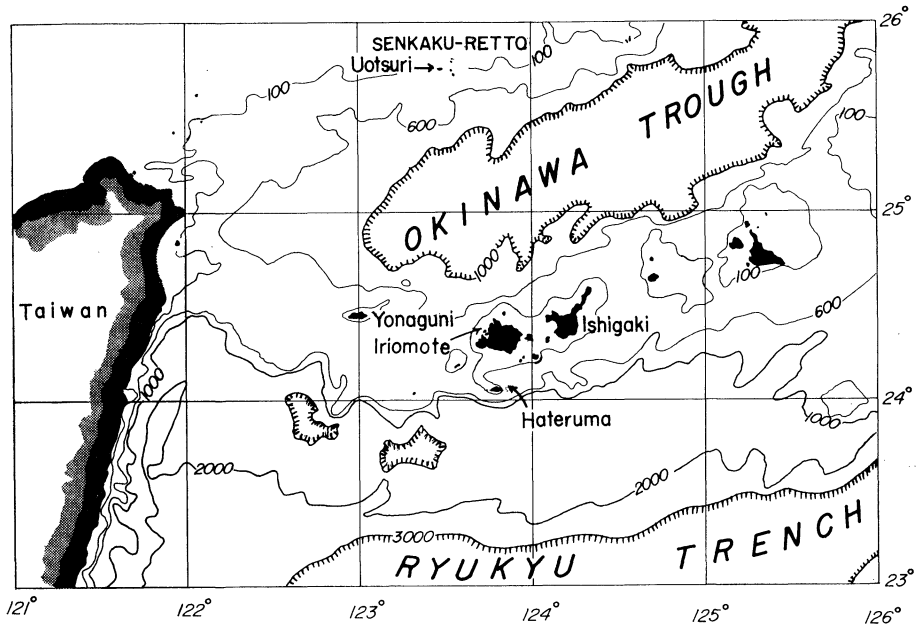 26°
SENKAKU-RETTO
Uotsuri
100
100
600
100
OKINAWA TROUGH
25°
1000
100
Taiwan
Yonaguni
Iriomote
Ishigaki
600
1000
24°
Hateruma
1000
2000
2000
3000
RYUKYU TRENCH
23°
121°
122°
123°
124°
125°
126°